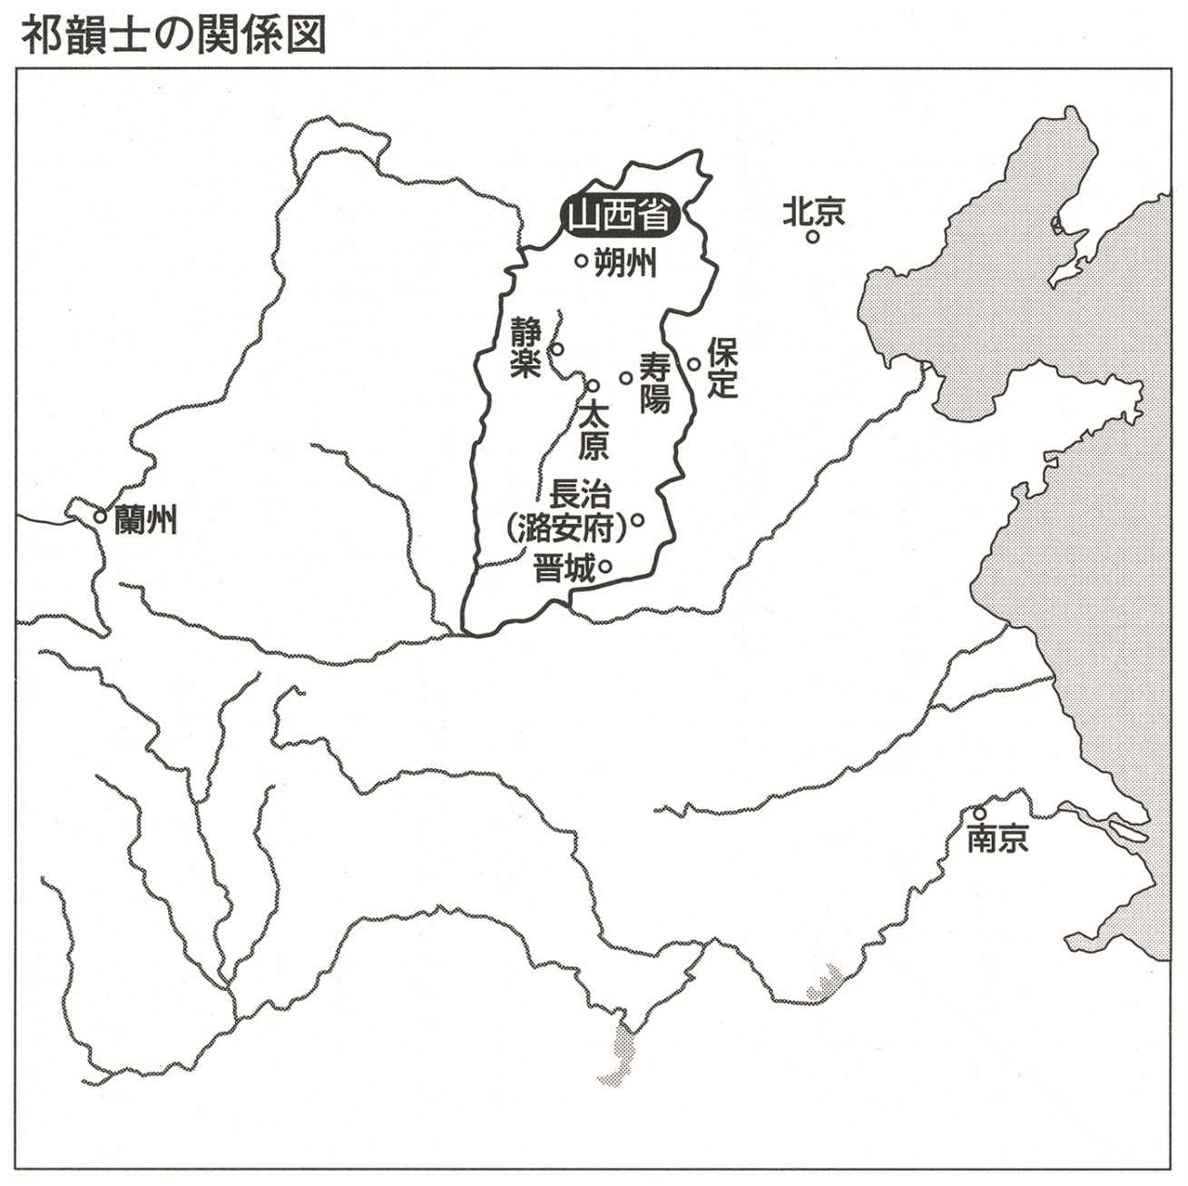 祁韻士の関係図
山西省
北京
朔州
静楽
寿陽
保定
太原
長治
(潞安府)
蘭州
晋城
南京